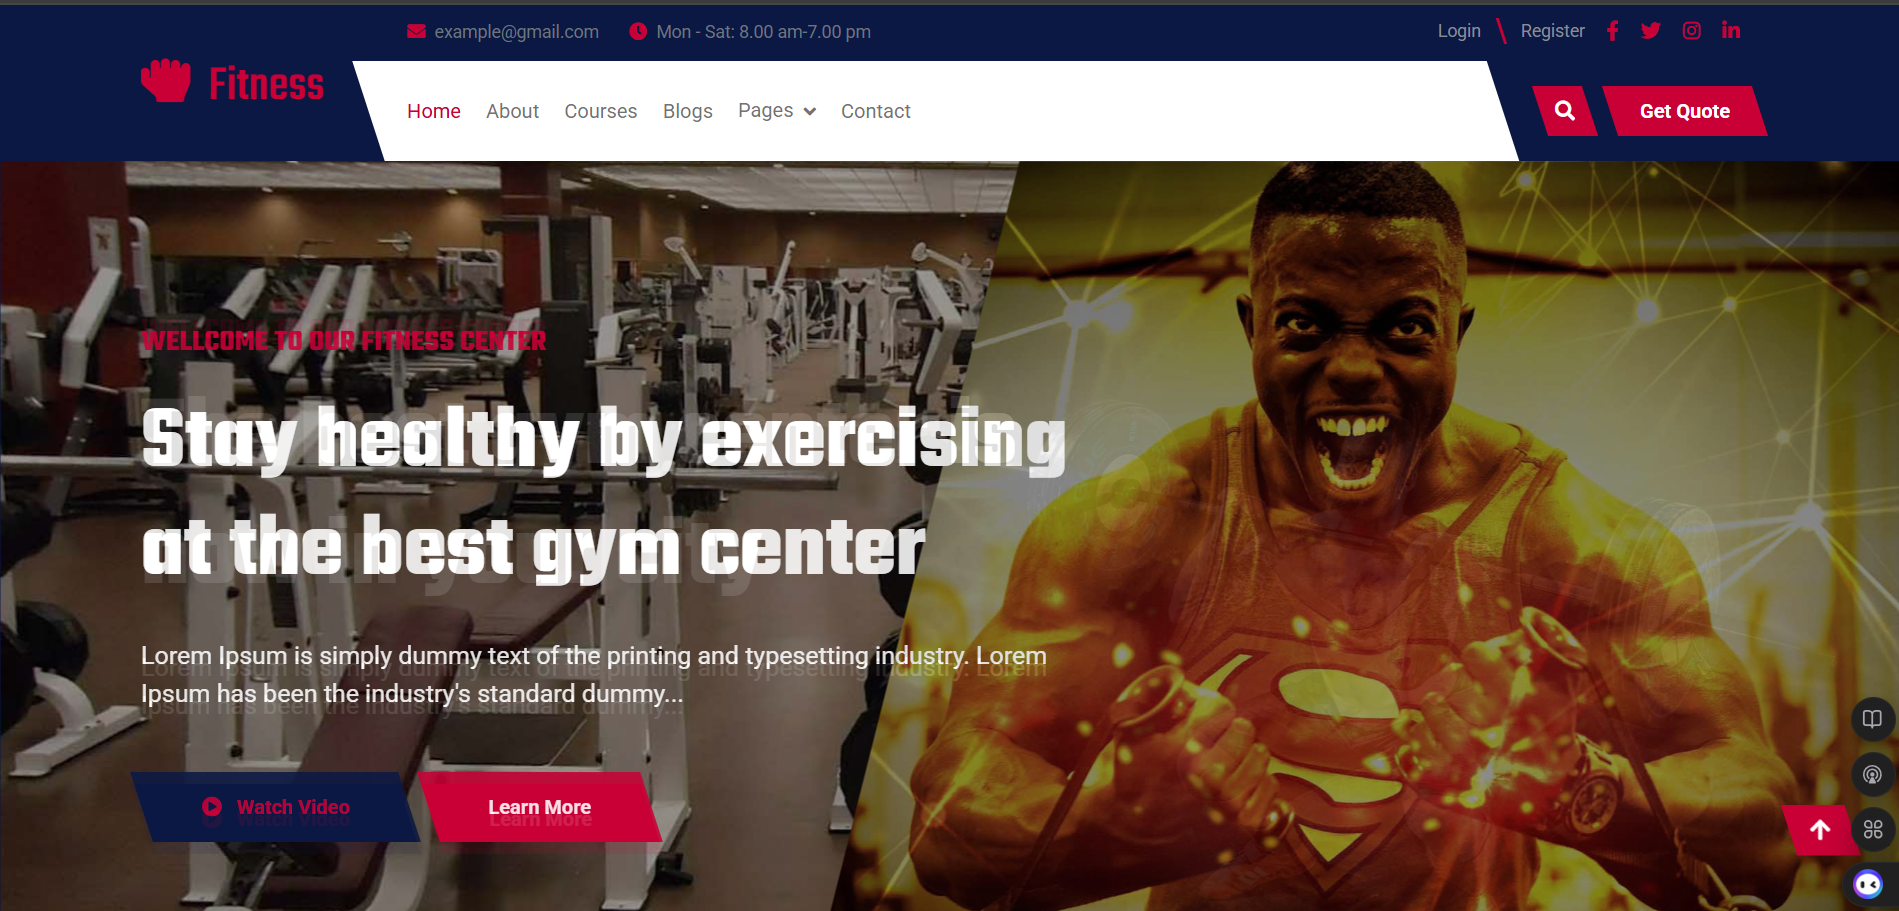 example@gmail.com
Mon - Sat: 8.00 am-7.00 pm
Login
Register
Fitness
Home
About
Courses
Blogs
Pages
Contact
Get Quote
WELLCOME TO OUR FITNESS CENTER
Stay healthy by exercising
at the best gym center
Lorem Ipsum is simply dummy text of the printing and typesetting industry. Lorem
Ipsum has been the industry's standard dummy...
Watch Video
Learn More